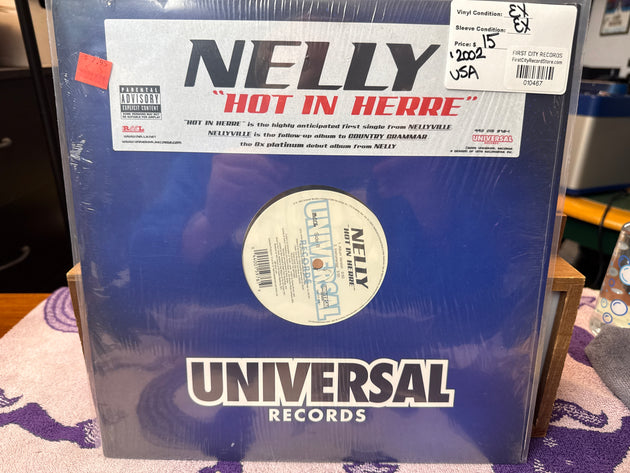 Vinyl Condition: EX
Sleeve Condition: EX
Price: $ 15
'2002
USA
FIRST CITY RECORDS
FirstCityRecordStore.com
010467
NELLY
"HOT IN HERRE"
PARENTAL
ADVISORY
EXPLICIT CONTENT
"HOT IN HERRE" is the highly anticipated first single from NELLYVILLE
NELLYVILLE is the follow-up album to COUNTRY GRAMMAR
the 8x platinum debut album from NELLY
UNIVERSAL
NELLY
"HOT IN HERRE"
UNIVERSAL
RECORDS
UNIVERSAL
RECORDS